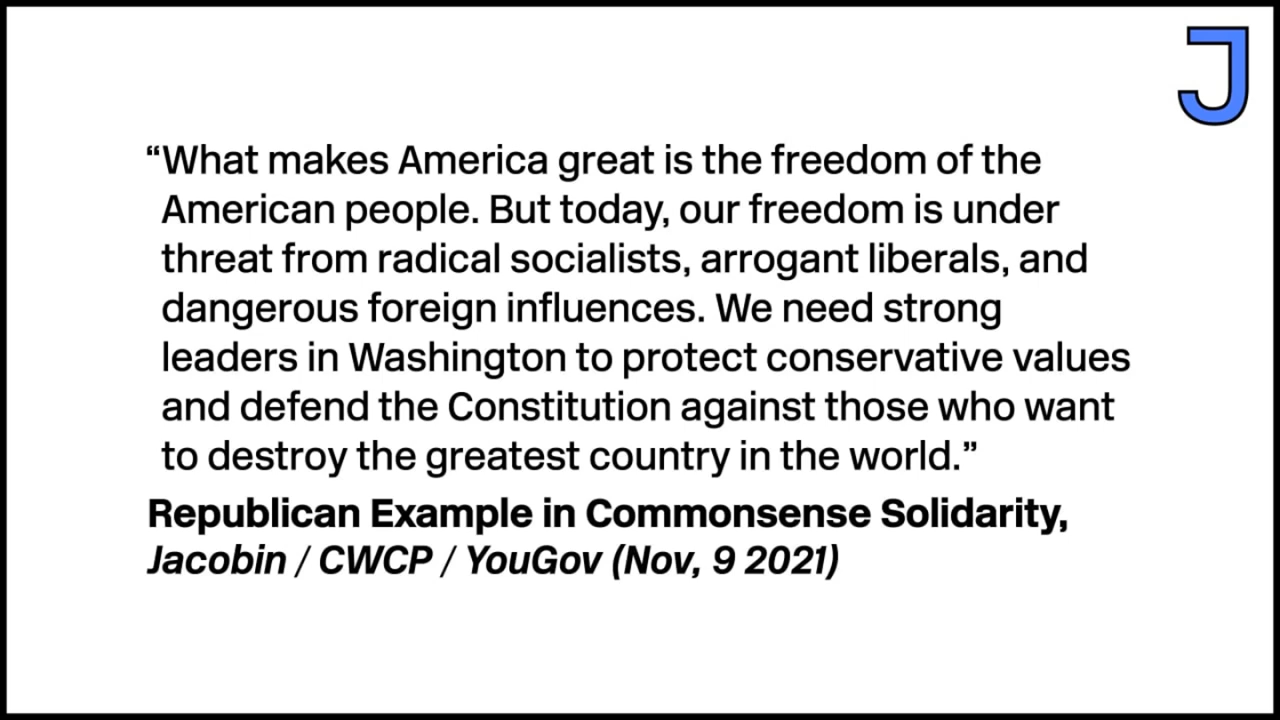 J
“What makes America great is the freedom of the
American people. But today, our freedom is under
threat from radical socialists, arrogant liberals, and
dangerous foreign influences. We need strong
leaders in Washington to protect conservative values
and defend the Constitution against those who want
to destroy the greatest country in the world.”
Republican Example in Commonsense Solidarity,
Jacobin / CWCP / YouGov (Nov, 9 2021)